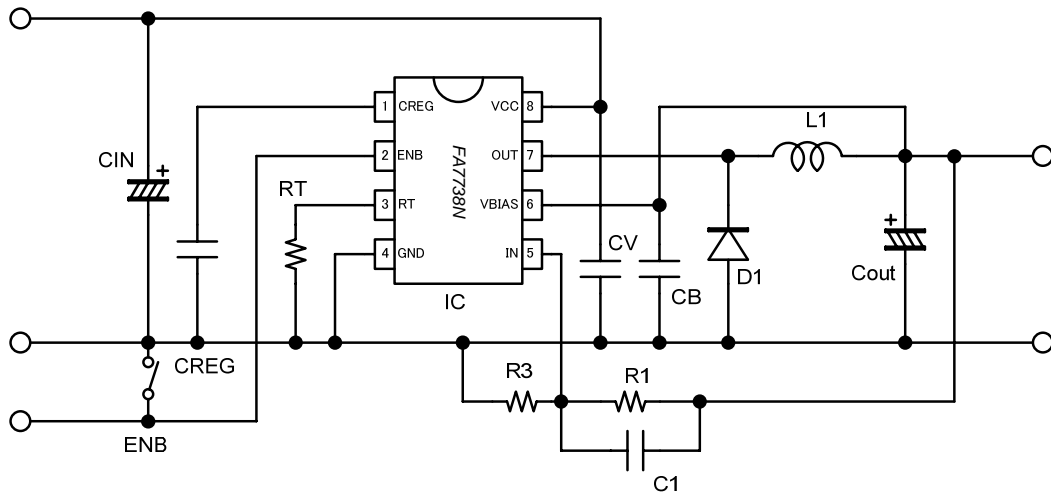 L1
1 CREG VCC 8
CIN +
2 ENB OUT 7
RT
FA7738N
3 RT VBIAS 6
+
4 GND IN 5
CV
D1
Cout
CB
IC
CREG
R3
R1
ENB
C1